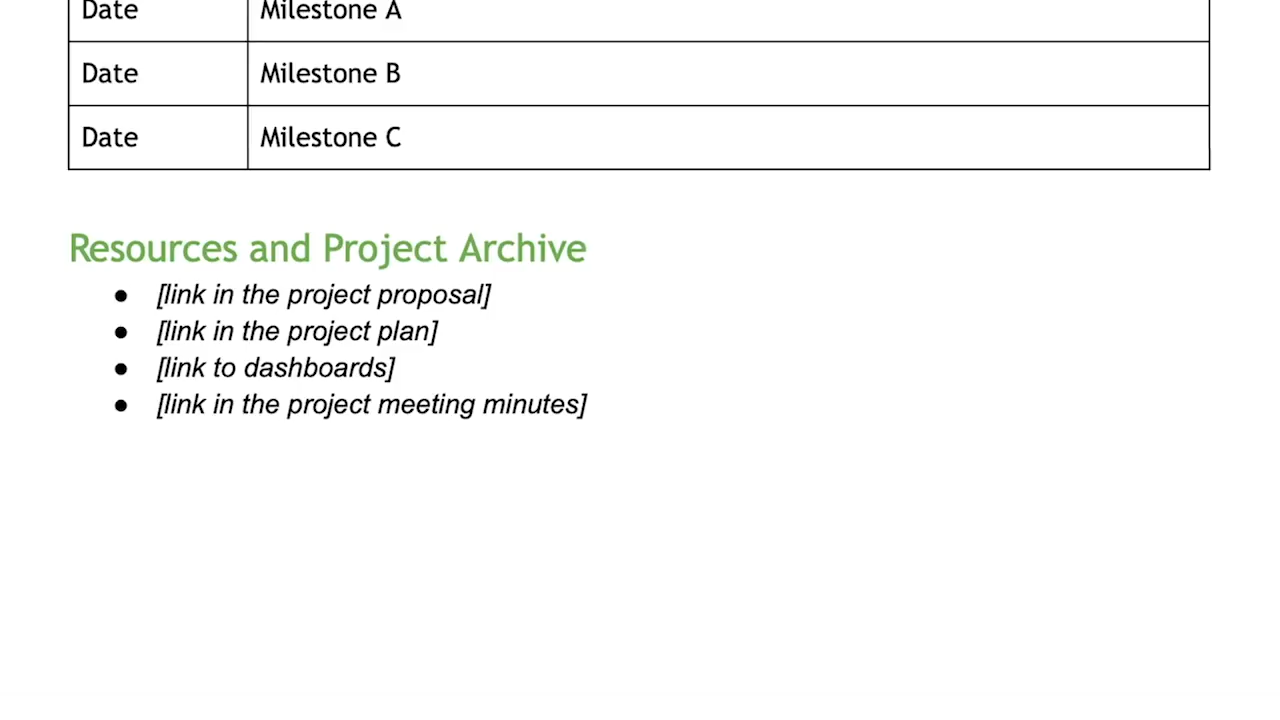 Date Milestone A
Date Milestone B
Date Milestone C
Resources and Project Archive
● [link in the project proposal]
● [link in the project plan]
● [link to dashboards]
● [link in the project meeting minutes]